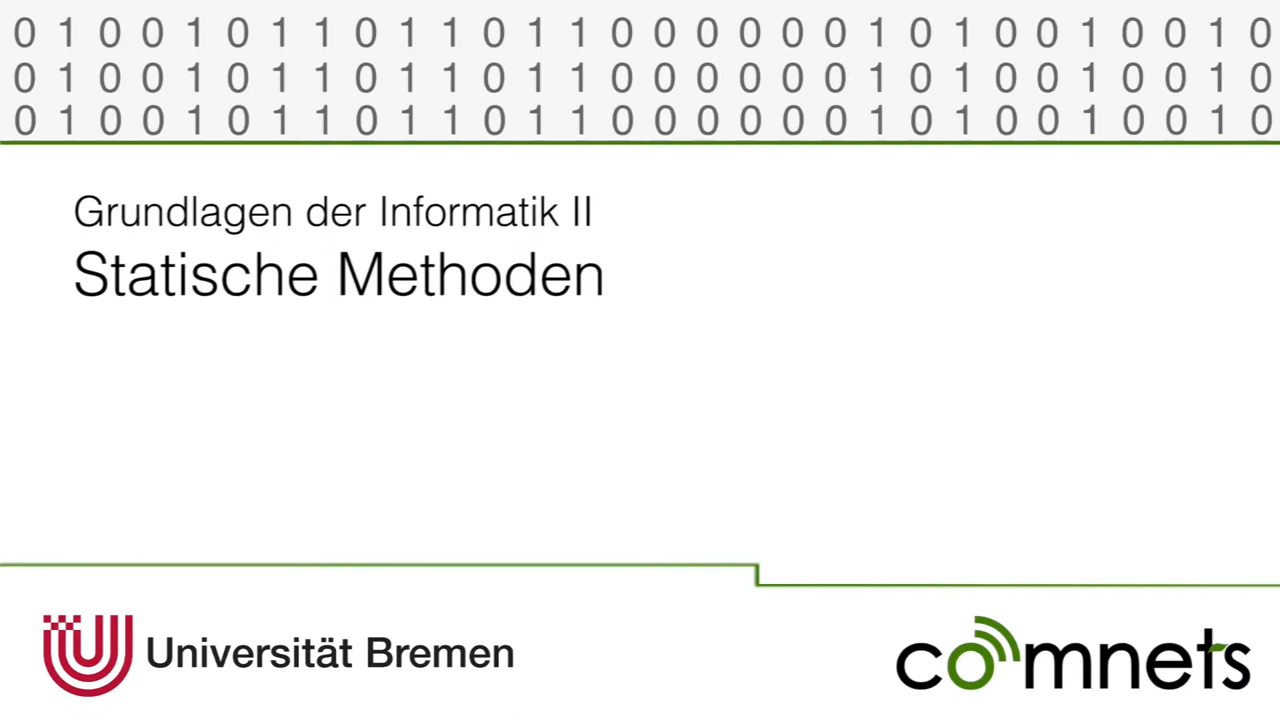 0 1 0 0 1 0 1 1 0 1 1 0 1 1 0 0 0 0 0 0 1 0 1 0 0 1 0 0 1 0
0 1 0 0 1 0 1 1 0 1 1 0 1 1 0 0 0 0 0 0 1 0 1 0 0 1 0 0 1 0
0 1 0 0 1 0 1 1 0 1 1 0 1 1 0 0 0 0 0 0 1 0 1 0 0 1 0 0 1 0
Grundlagen der Informatik II
Statische Methoden
Universität Bremen
comnets